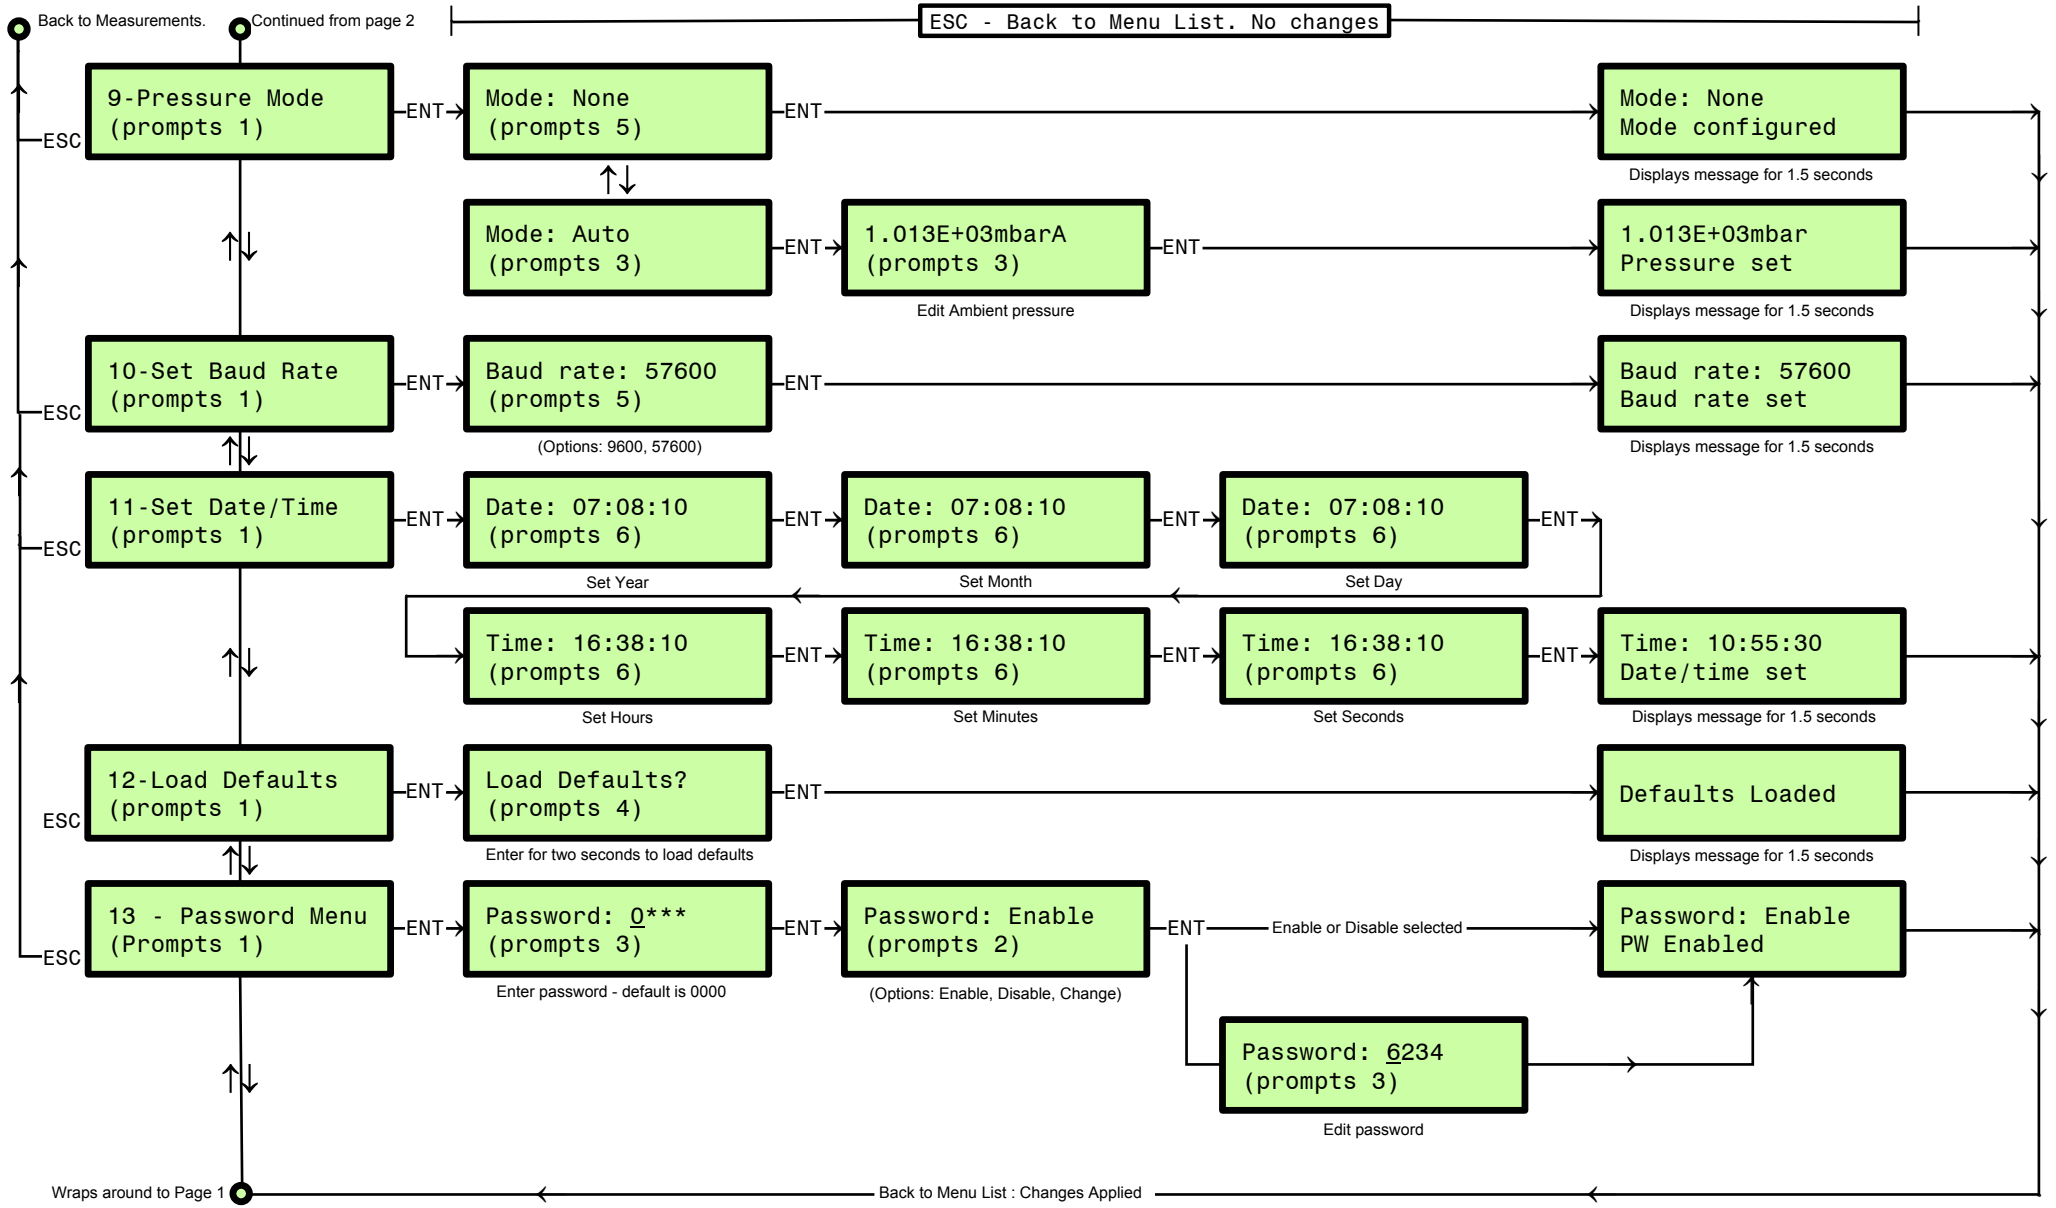 Back to Measurements.
Continued from page 2
ESC - Back to Menu List. No changes
9-Pressure Mode
(prompts 1)
ESC
ENT
Mode: None
(prompts 5)
ENT
Mode: None
Mode configured
Displays message for 1.5 seconds
Mode: Auto
(prompts 3)
ENT
1.013E+03mbarA
(prompts 3)
Edit Ambient pressure
ENT
1.013E+03mbar
Pressure set
Displays message for 1.5 seconds
10-Set Baud Rate
(prompts 1)
ESC
ENT
Baud rate: 57600
(prompts 5)
(Options: 9600, 57600)
ENT
Baud rate: 57600
Baud rate set
Displays message for 1.5 seconds
11-Set Date/Time
(prompts 1)
ESC
ENT
Date: 07:08:10
(prompts 6)
Set Year
ENT
Date: 07:08:10
(prompts 6)
Set Month
ENT
Date: 07:08:10
(prompts 6)
Set Day
ENT
Time: 16:38:10
(prompts 6)
Set Hours
ENT
Time: 16:38:10
(prompts 6)
Set Minutes
ENT
Time: 16:38:10
(prompts 6)
Set Seconds
ENT
Time: 10:55:30
Date/time set
Displays message for 1.5 seconds
12-Load Defaults
(prompts 1)
ESC
ENT
Load Defaults?
(prompts 4)
Enter for two seconds to load defaults
ENT
Defaults Loaded
Displays message for 1.5 seconds
13 - Password Menu
(Prompts 1)
ESC
ENT
Password: 0***
(prompts 3)
Enter password - default is 0000
ENT
Password: Enable
(prompts 2)
(Options: Enable, Disable, Change)
ENT
Enable or Disable selected
Password: Enable
PW Enabled
Password: 6234
(prompts 3)
Edit password
Wraps around to Page 1
Back to Menu List : Changes Applied